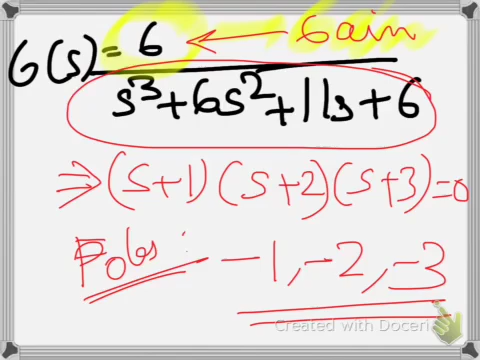 G(s) = 6 ← Gain
s³+6s²+11s+6
⇒ (s+1) (s+2) (s+3) = 0
Poles : -1, -2, -3
Created with Doceri